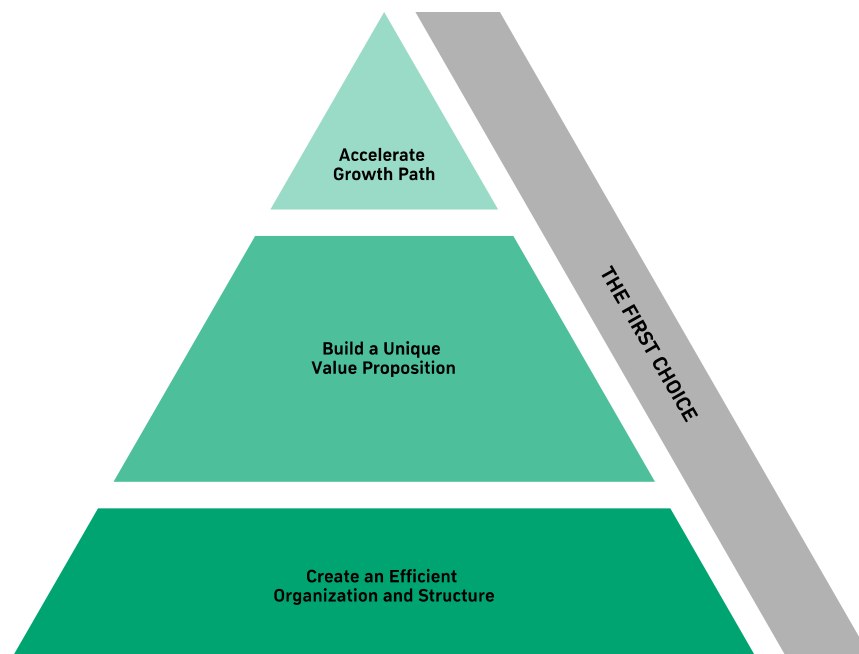 Accelerate
Growth Path
Build a Unique
Value Proposition
THE FIRST CHOICE
Create an Efficient
Organization and Structure